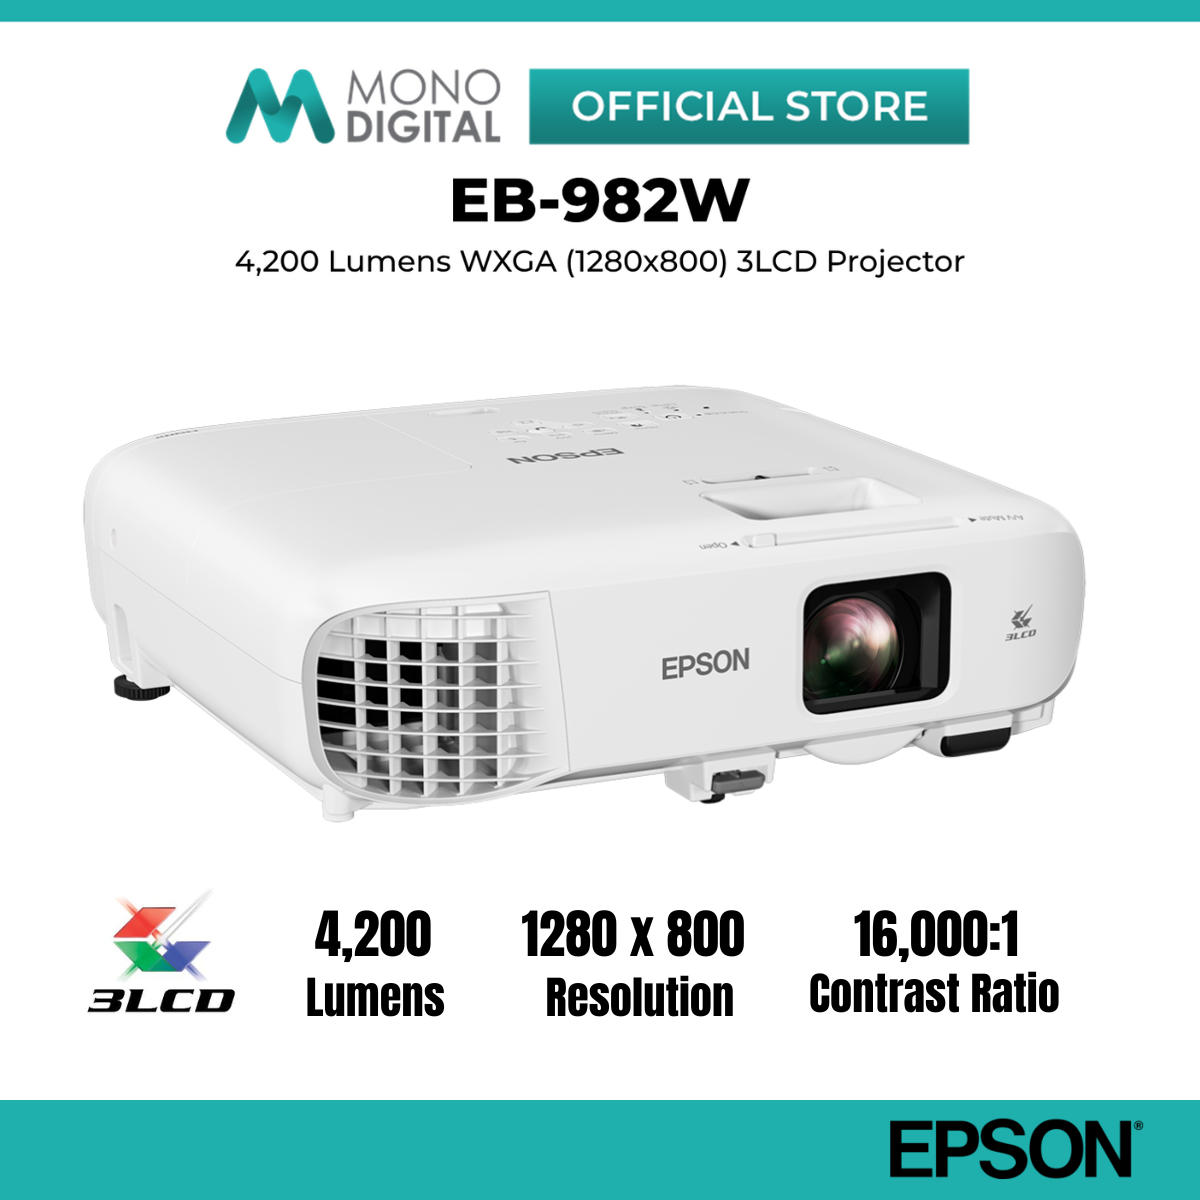 MONO
DIGITAL
OFFICIAL STORE
EB-982W
4,200 Lumens WXGA (1280x800) 3LCD Projector
EPSON
A/V Mute
Open
EPSON
3LCD
3LCD
4,200
Lumens
1280 x 800
Resolution
16,000:1
Contrast Ratio
EPSON®